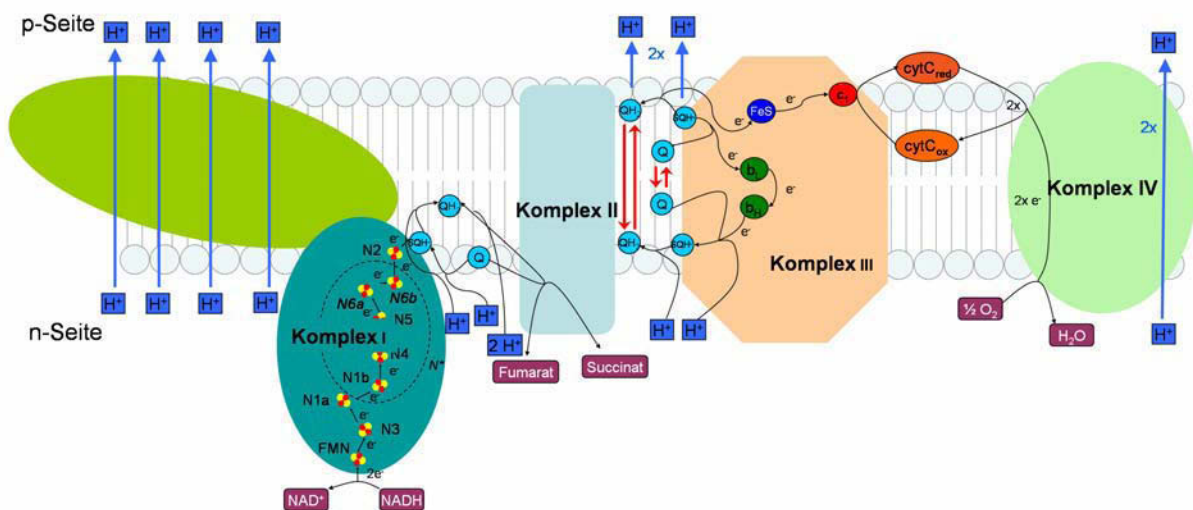 p-Seite
H⁺ H⁺ H⁺ H⁺ H⁺ H⁺ H⁺
2x
cytC_red
QH₂ SQH• FeS e⁻ c₁
e⁻
2x
Q
e⁻
cytC_ox
2x
b_L
e⁻
Komplex II
Q
b_H
2x e⁻
Komplex IV
QH
e⁻
N2 e⁻ SQH•
Q
QH₂ SQH•
Komplex III
e⁻ e⁻
N6a N6b
H⁺ H⁺ H⁺ H⁺
n-Seite
e⁻ N5
H⁺ H⁺
H⁺ H⁺
½ O₂
H⁺
Komplex I
2 H⁺
H₂O
N4
N*
Fumarat Succinat
N1b e⁻
N1a e⁻
e⁻
N3
FMN e⁻
2e⁻
NAD⁺ NADH